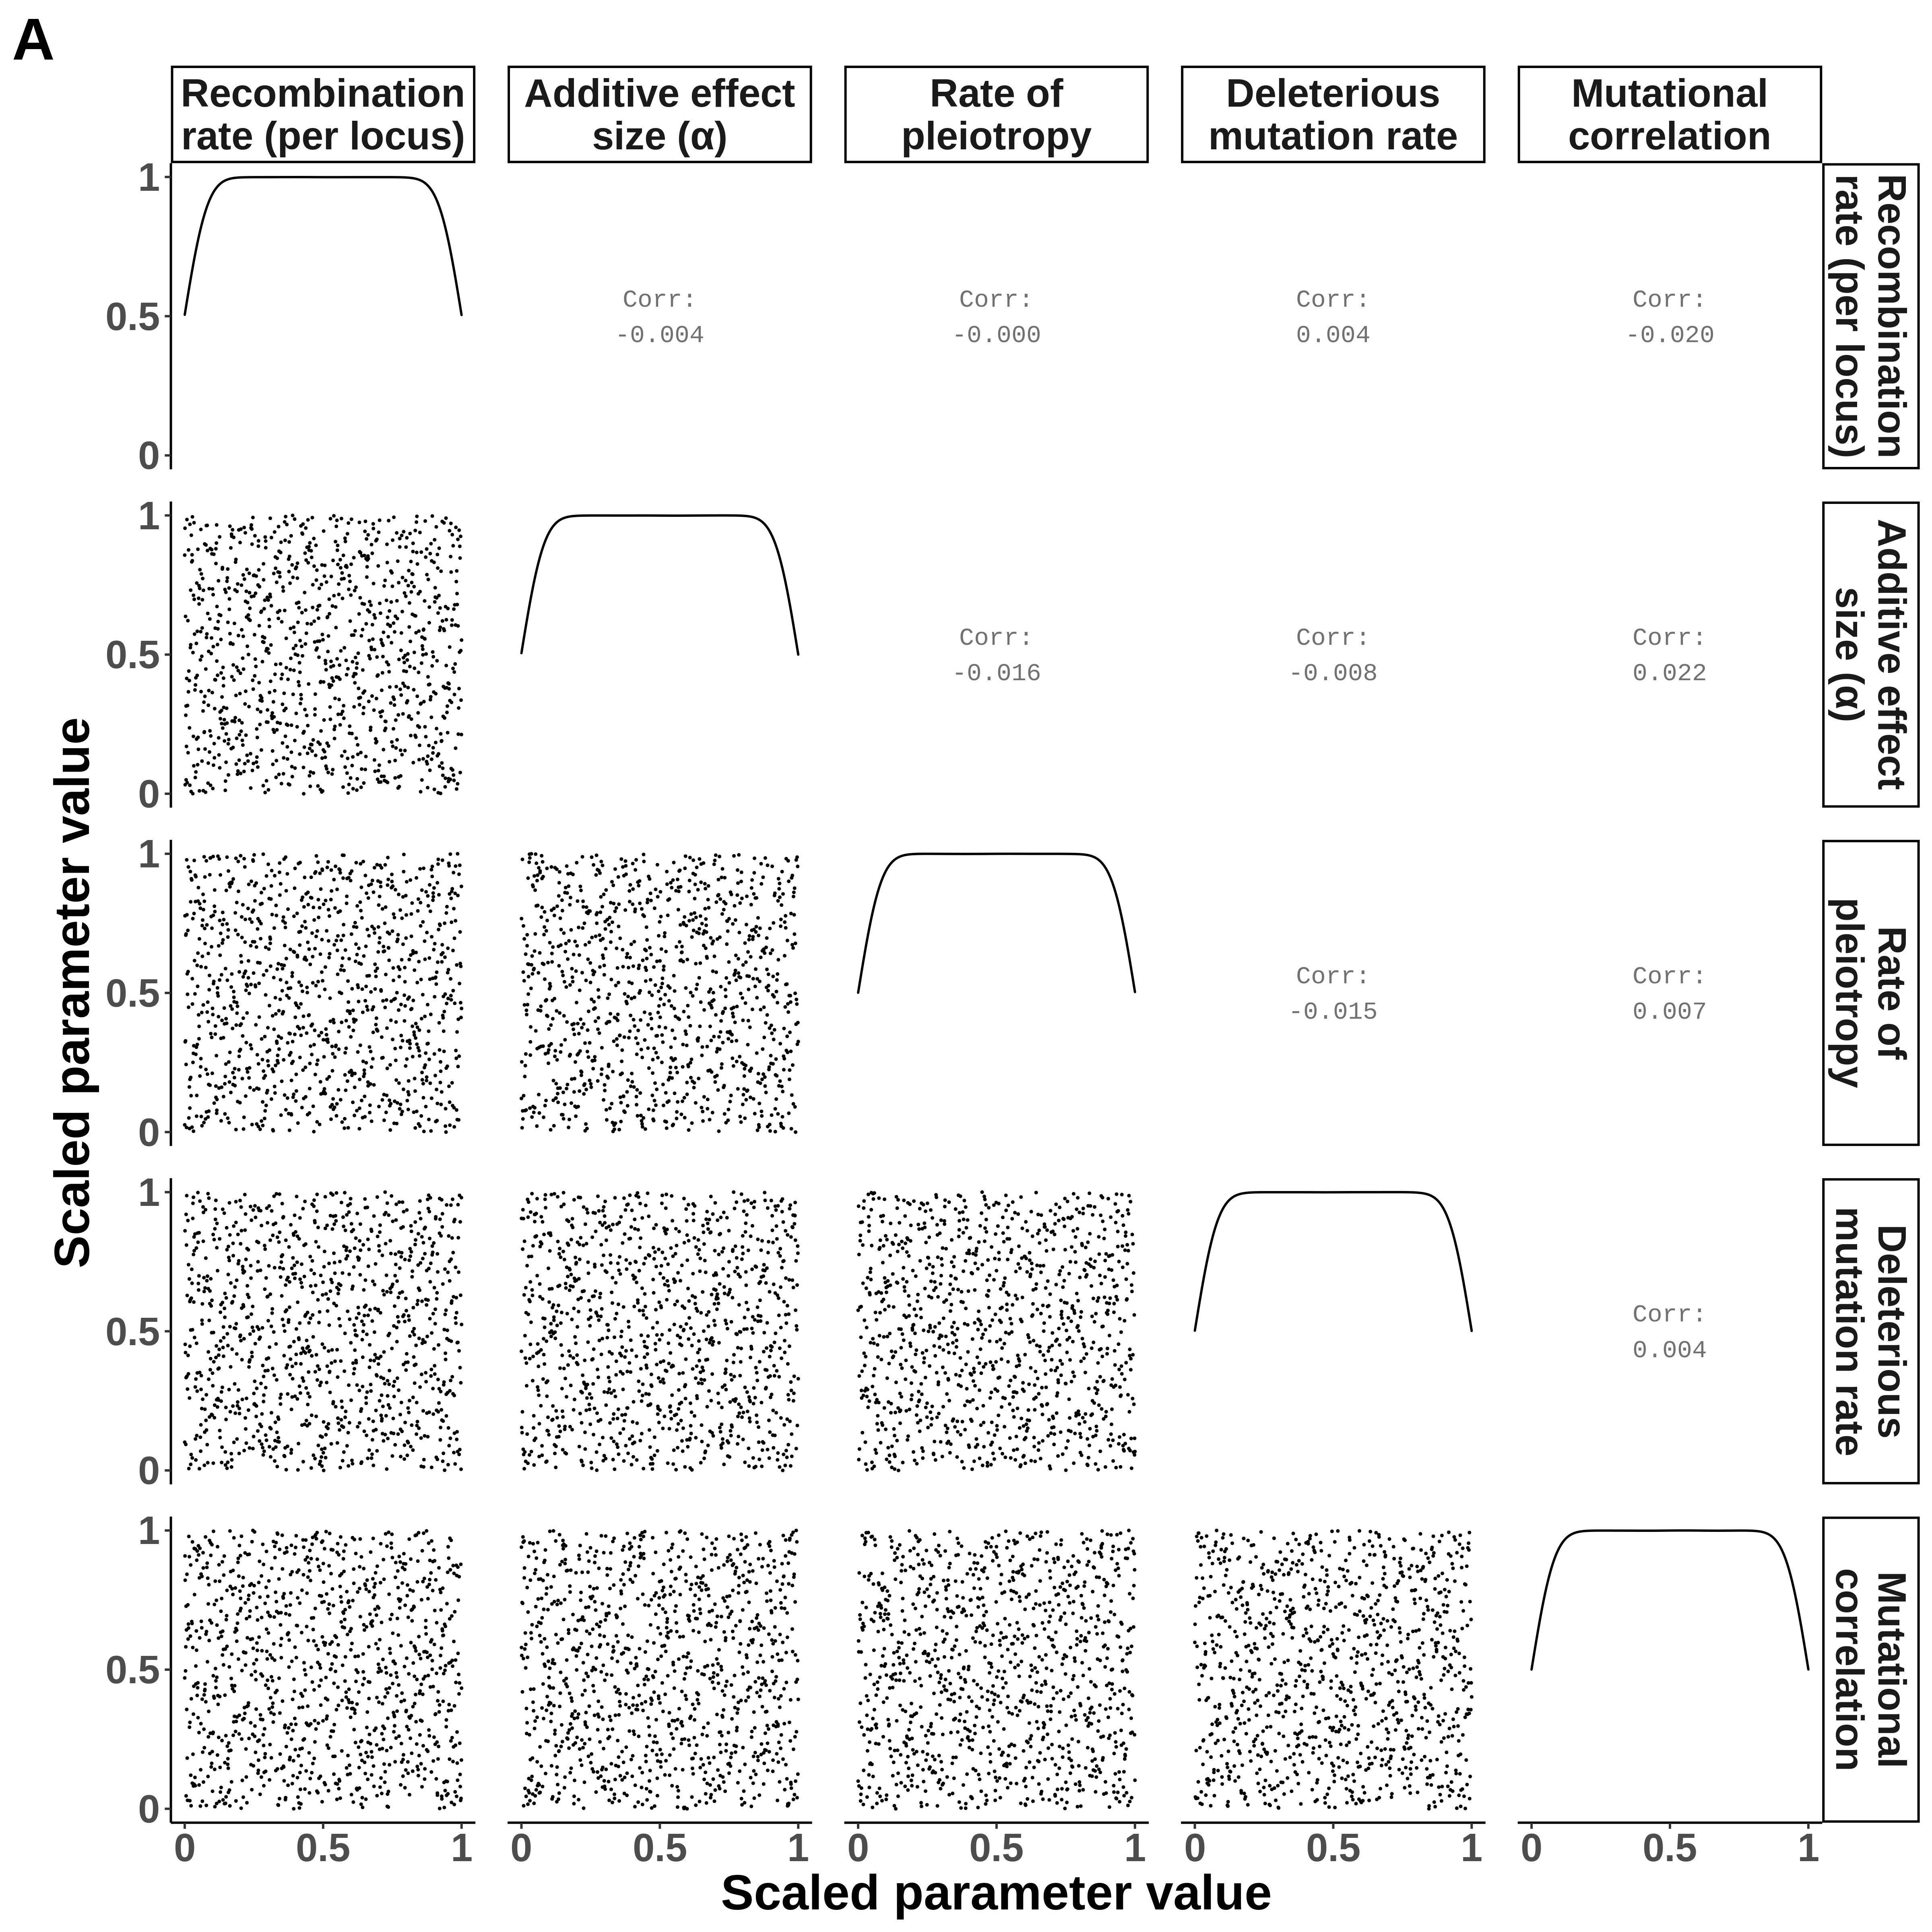 A
Recombination
rate (per locus)
Additive effect
size (α)
Rate of
pleiotropy
Deleterious
mutation rate
Mutational
correlation
1
0.5
0
Corr:
-0.004
Corr:
-0.000
Corr:
0.004
Corr:
-0.020
Recombination
rate (per locus)
1
0.5
0
Corr:
-0.016
Corr:
-0.008
Corr:
0.022
Additive effect
size (α)
Scaled parameter value
1
0.5
0
Corr:
-0.015
Corr:
0.007
Rate of
pleiotropy
1
0.5
0
Corr:
0.004
Deleterious
mutation rate
1
0.5
0
Mutational
correlation
0 0.5 1 0 0.5 1 0 0.5 1 0 0.5 1 0 0.5 1
Scaled parameter value